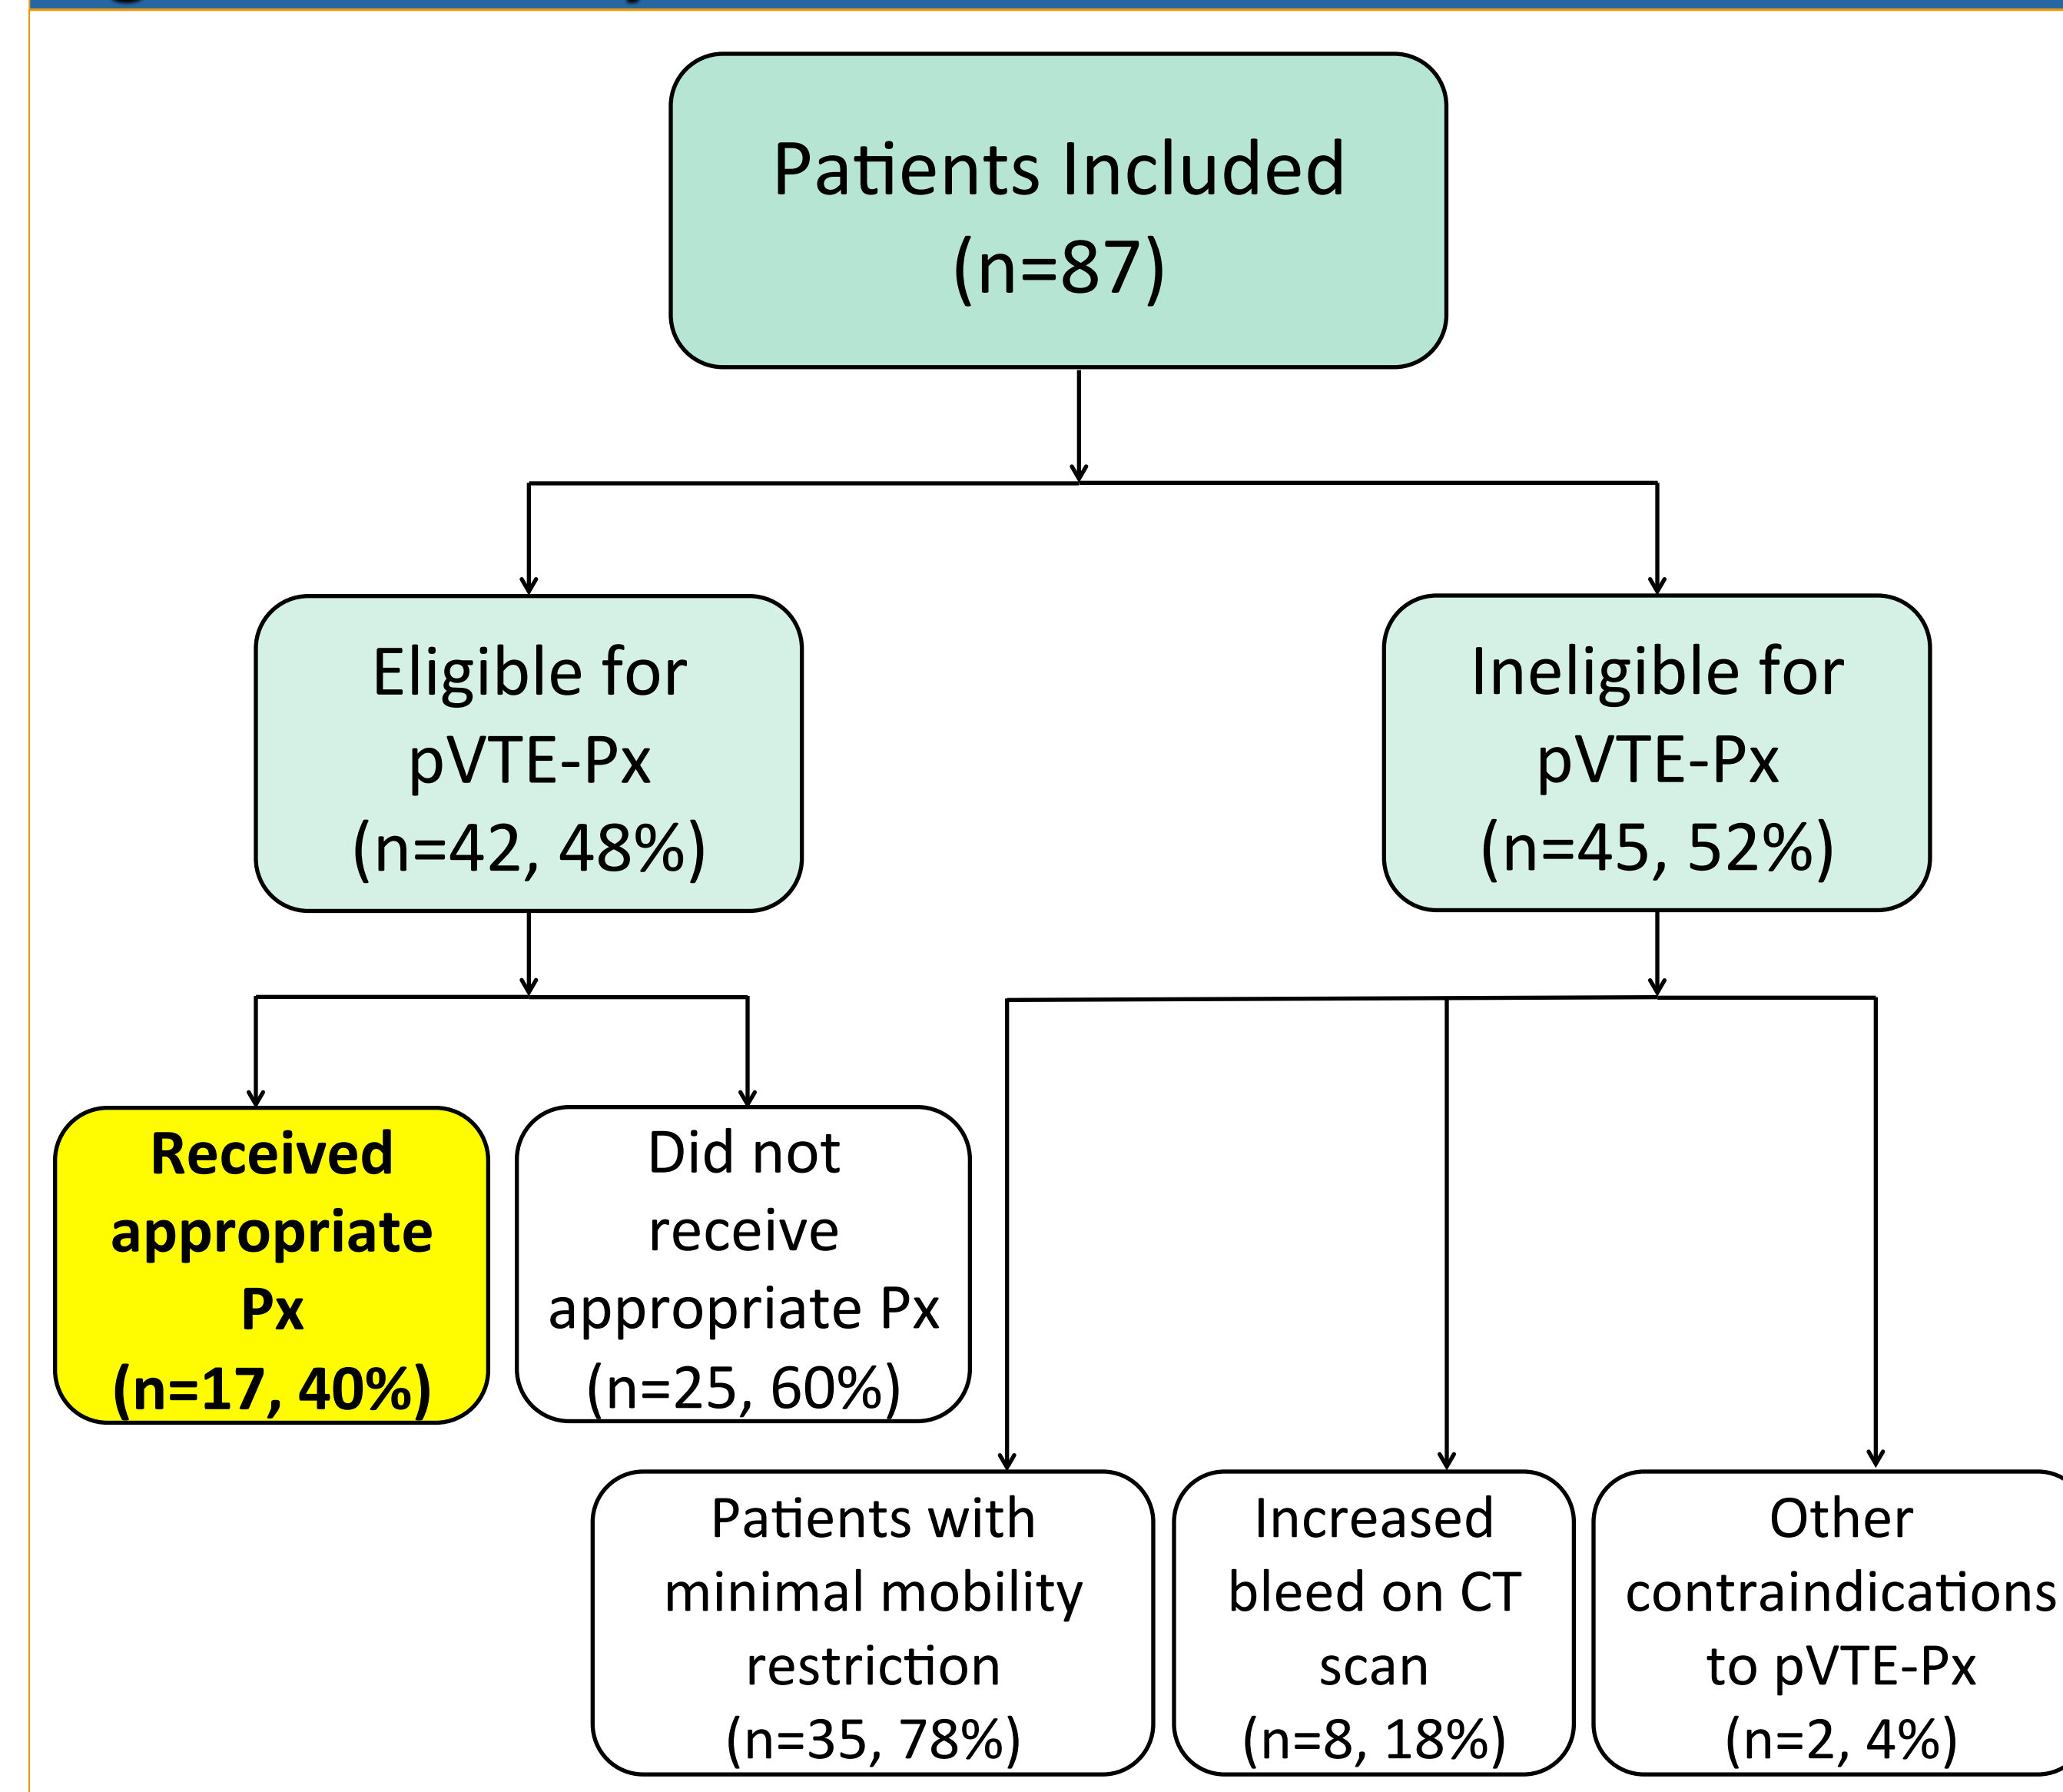 Patients Included
(n=87)
Eligible for
pVTE-Px
(n=42, 48%)
Ineligible for
pVTE-Px
(n=45, 52%)
Received
appropriate
Px
(n=17, 40%)
Did not
receive
appropriate Px
(n=25, 60%)
Patients with
minimal mobility
restriction
(n=35, 78%)
Increased
bleed on CT
scan
(n=8, 18%)
Other
contraindications
to pVTE-Px
(n=2, 4%)